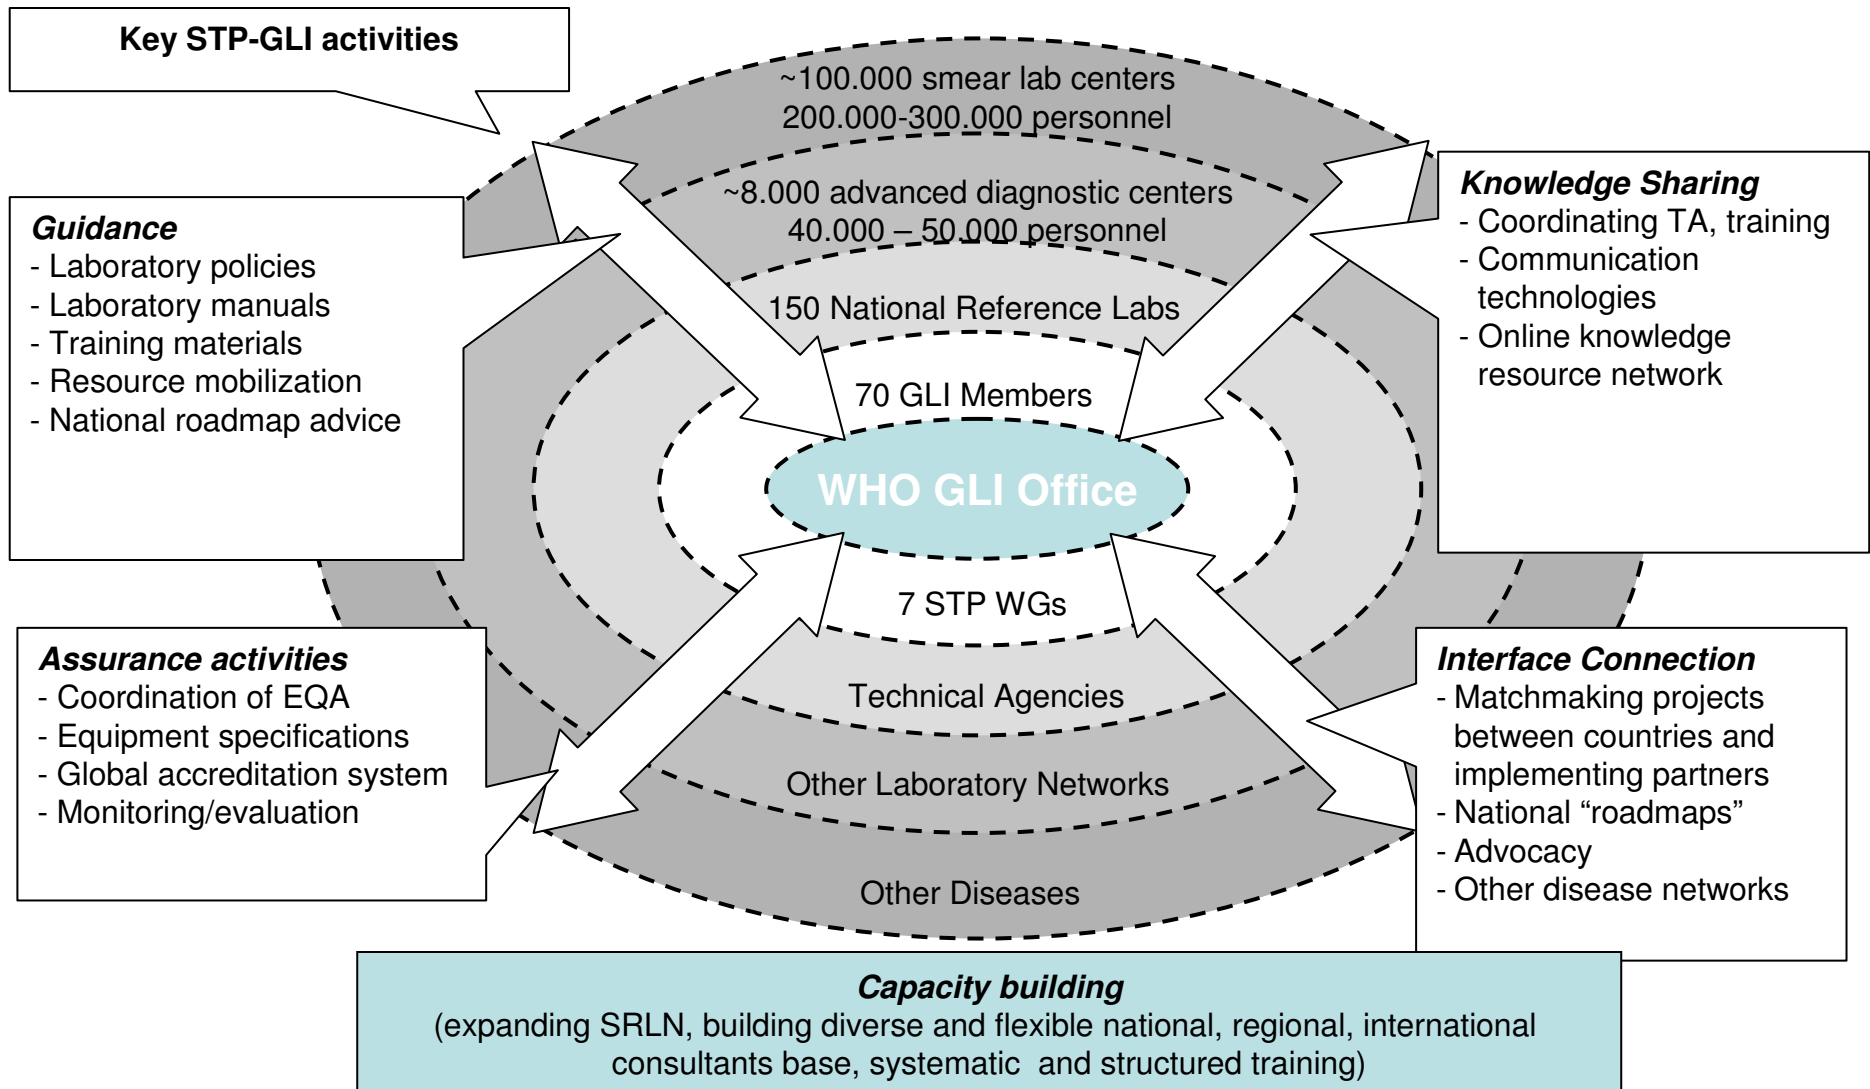 Key STP-GLI activities
~100.000 smear lab centers
200.000-300.000 personnel
~8.000 advanced diagnostic centers
40.000 – 50.000 personnel
150 National Reference Labs
70 GLI Members
WHO GLI Office
7 STP WGs
Technical Agencies
Other Laboratory Networks
Other Diseases
Guidance
- Laboratory policies
- Laboratory manuals
- Training materials
- Resource mobilization
- National roadmap advice
Knowledge Sharing
- Coordinating TA, training
- Communication
technologies
- Online knowledge
resource network
Assurance activities
- Coordination of EQA
- Equipment specifications
- Global accreditation system
- Monitoring/evaluation
Interface Connection
- Matchmaking projects
between countries and
implementing partners
- National “roadmaps”
- Advocacy
- Other disease networks
Capacity building
(expanding SRLN, building diverse and flexible national, regional, international
consultants base, systematic and structured training)